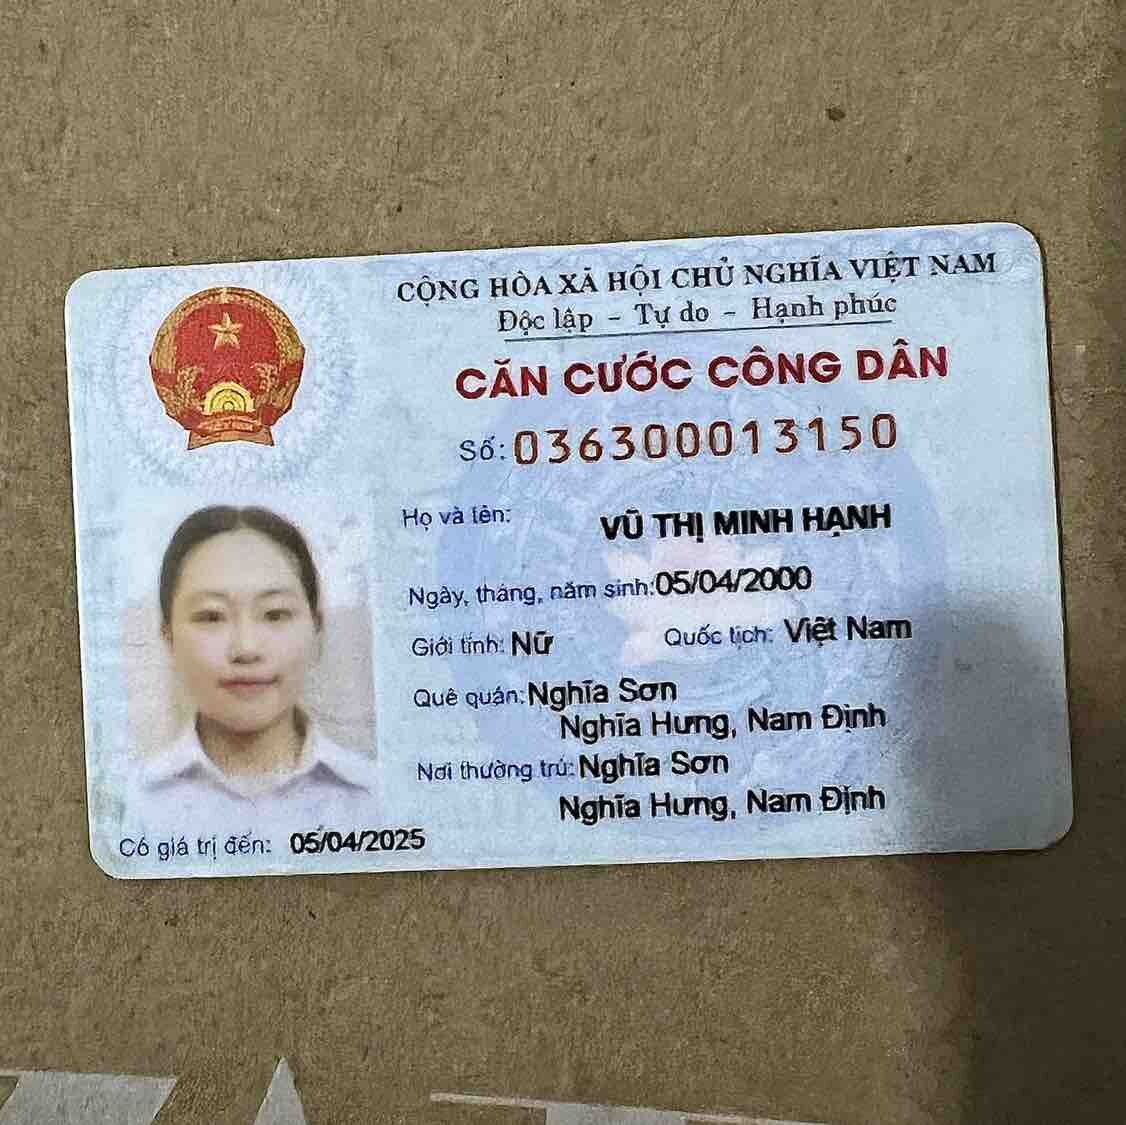 CỘNG HÒA XÃ HỘI CHỦ NGHĨA VIỆT NAM
Độc lập - Tự do - Hạnh phúc
CĂN CƯỚC CÔNG DÂN
Số: 036300013150
Họ và tên: VŨ THỊ MINH HẠNH
Ngày, tháng, năm sinh: 05/04/2000
Giới tính: Nữ Quốc tịch: Việt Nam
Quê quán: Nghĩa Sơn
Nghĩa Hưng, Nam Định
Nơi thường trú: Nghĩa Sơn
Nghĩa Hưng, Nam Định
Có giá trị đến: 05/04/2025